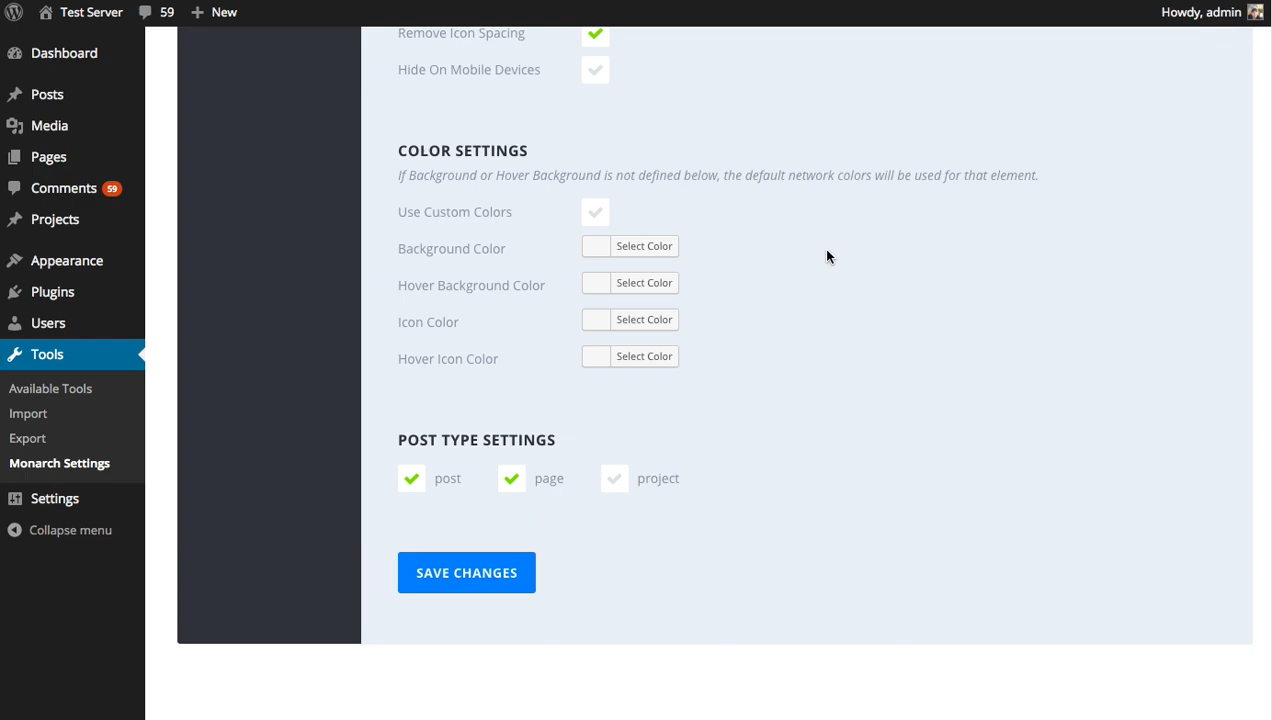 Test Server 59 New Howdy, admin
Dashboard
Posts
Media
Pages
Comments 59
Projects
Appearance
Plugins
Users
Tools
Available Tools
Import
Export
Monarch Settings
Settings
Collapse menu
Remove Icon Spacing
Hide On Mobile Devices
COLOR SETTINGS
If Background or Hover Background is not defined below, the default network colors will be used for that element.
Use Custom Colors
Background Color Select Color
Hover Background Color Select Color
Icon Color Select Color
Hover Icon Color Select Color
POST TYPE SETTINGS
post page project
SAVE CHANGES